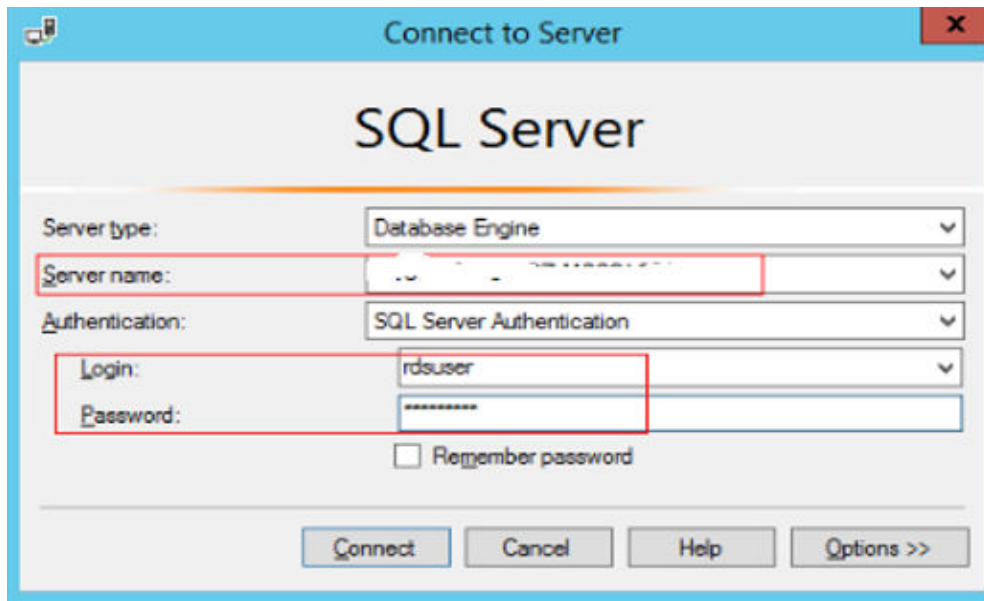 Connect to Server
x
SQL Server
Server type: Database Engine
Server name:
Authentication: SQL Server Authentication
Login: rdsuser
Password: *********
Remember password
Connect Cancel Help Options >>